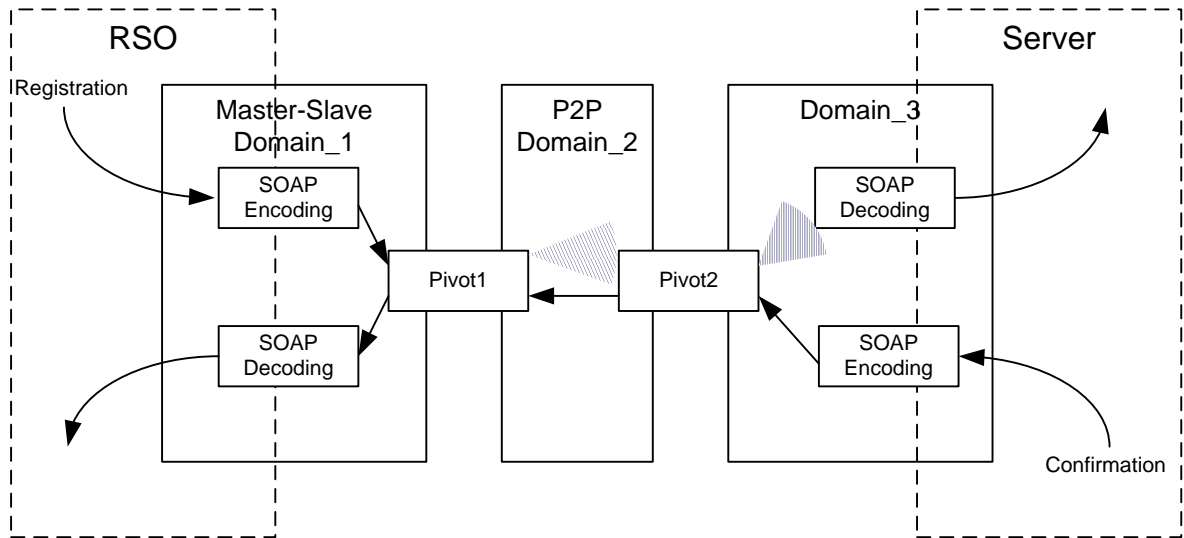 RSO
Server
Registration
Master-Slave
Domain_1
P2P
Domain_2
Domain_3
SOAP
Encoding
SOAP
Decoding
Pivot1
Pivot2
SOAP
Decoding
SOAP
Encoding
Confirmation